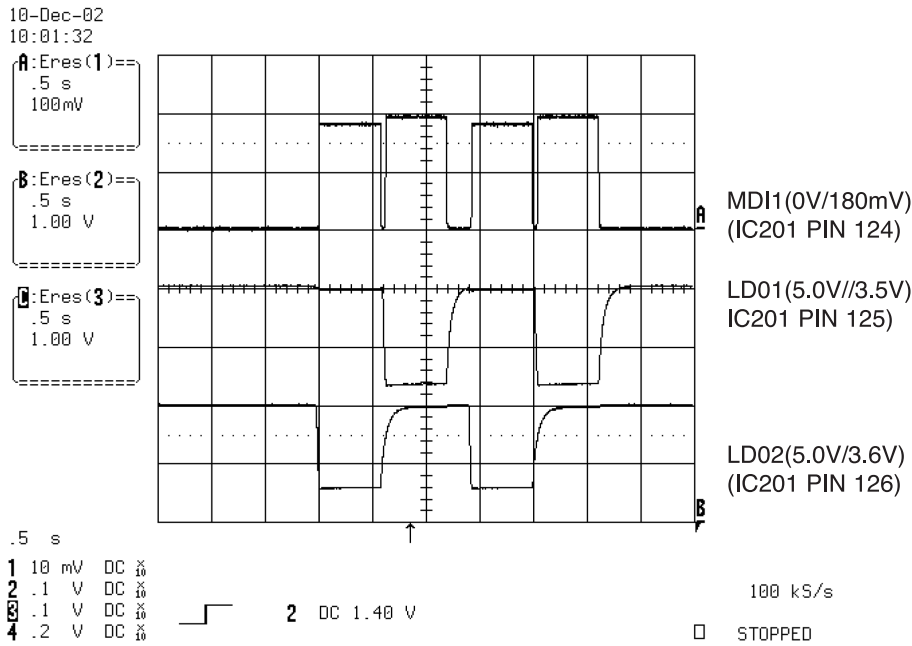 10-Dec-02
10:01:32
A:Eres(1)
.5 s
100mV
B:Eres(2)
.5 s
1.00 V
:Eres(3)
.5 s
1.00 V
A
MDI1(0V/180mV)
(IC201 PIN 124)
LD01(5.0V//3.5V)
IC201 PIN 125)
LD02(5.0V/3.6V)
(IC201 PIN 126)
B
.5 s
1 10 mV DC X10
2 .1 V DC X10
3 .1 V DC X10
4 .2 V DC X10
2 DC 1.40 V
100 kS/s
STOPPED